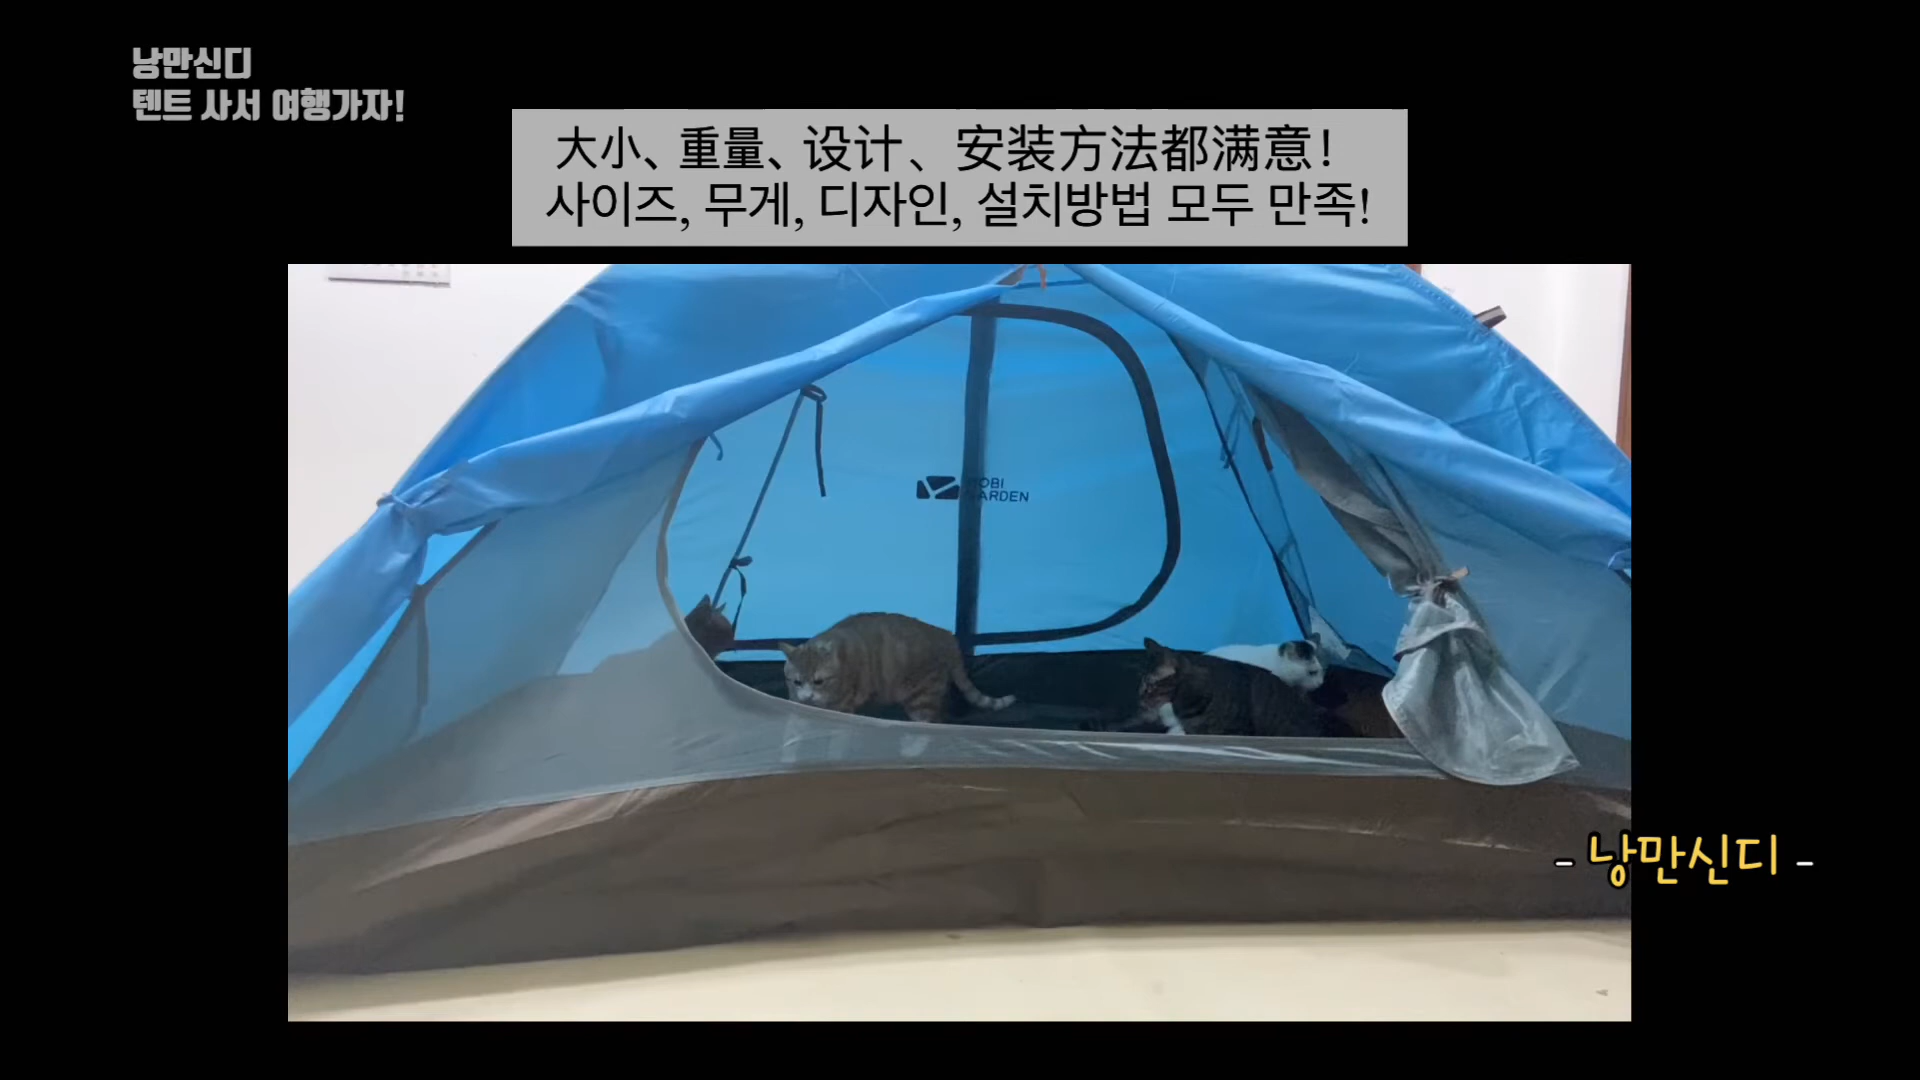 낭만신디
텐트 사서 여행가자!
大小、重量、设计、安装方法都满意！
사이즈, 무게, 디자인, 설치방법 모두 만족!
OBI
ARDEN
- 낭만신디 -